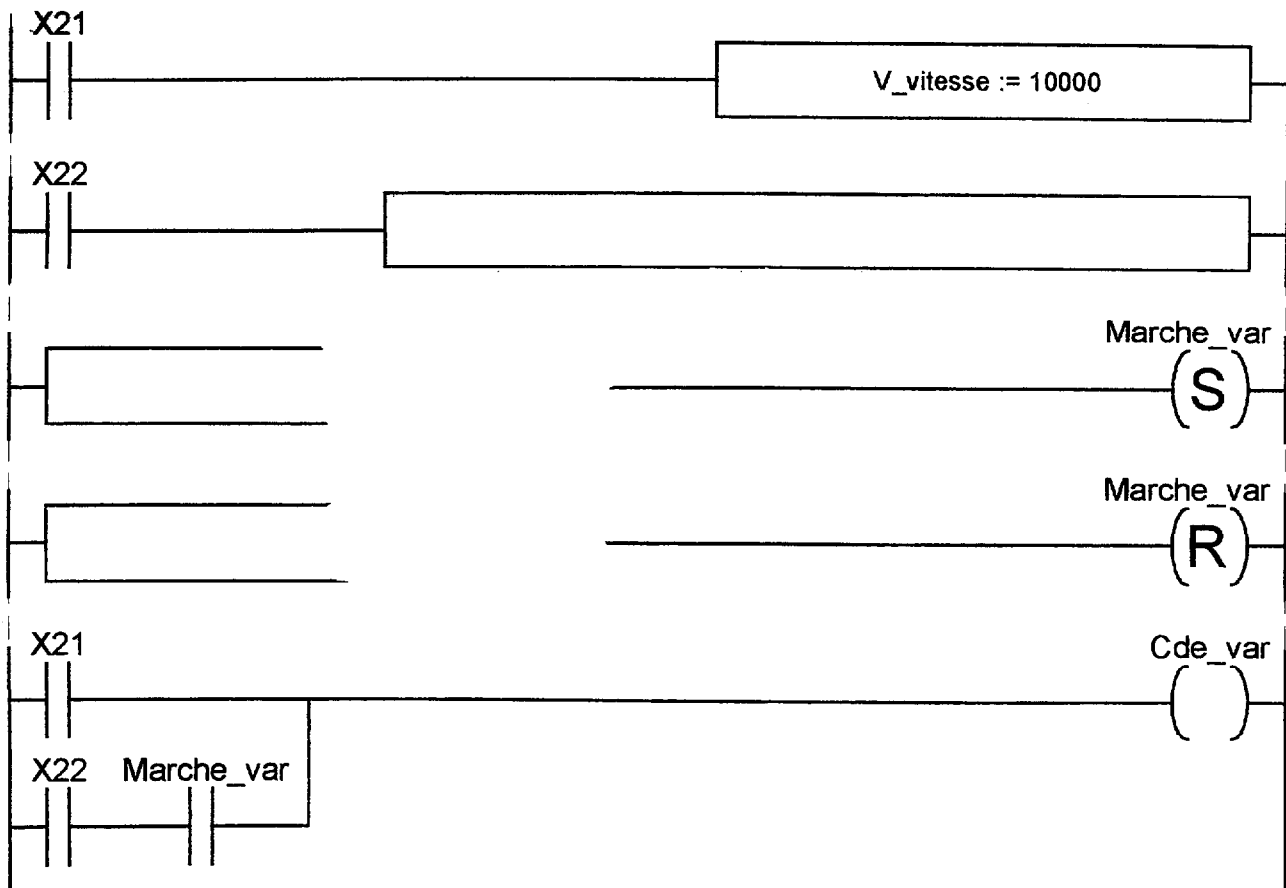 X21
V_vitesse := 10000
X22
Marche_var
S
Marche_var
R
X21
Cde_var
X22 Marche_var